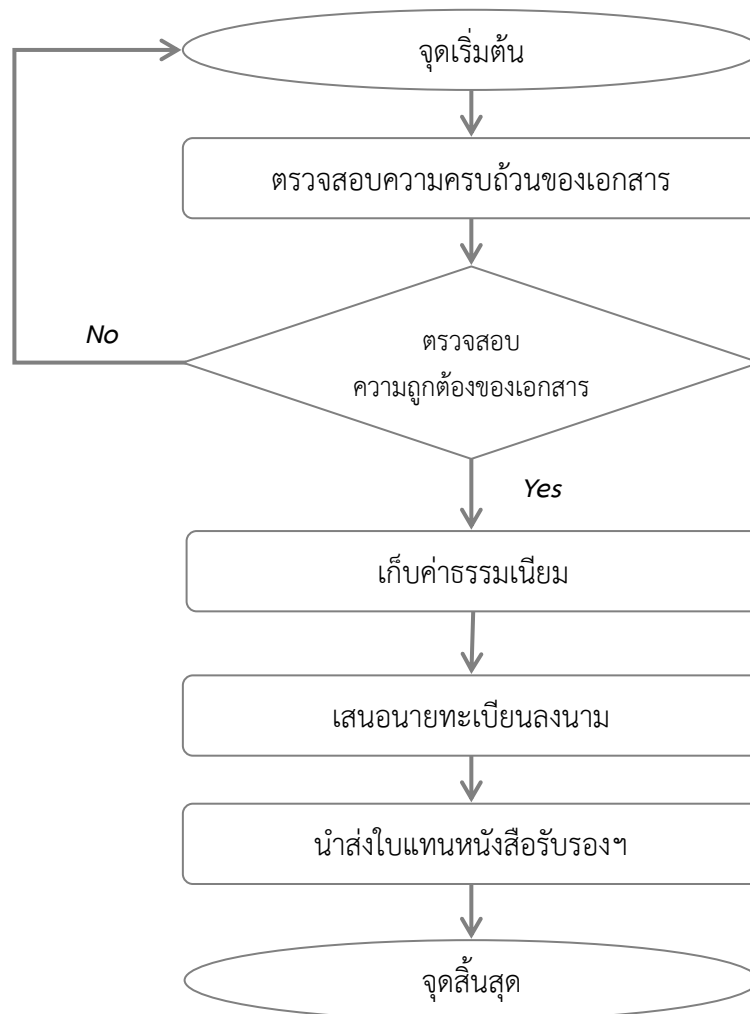 จุดเริ่มต้น
ตรวจสอบความครบถ้วนของเอกสาร
No
ตรวจสอบ
ความถูกต้องของเอกสาร
Yes
เก็บค่าธรรมเนียม
เสนอนายทะเบียนลงนาม
นำส่งใบแทนหนังสือรับรองฯ
จุดสิ้นสุด